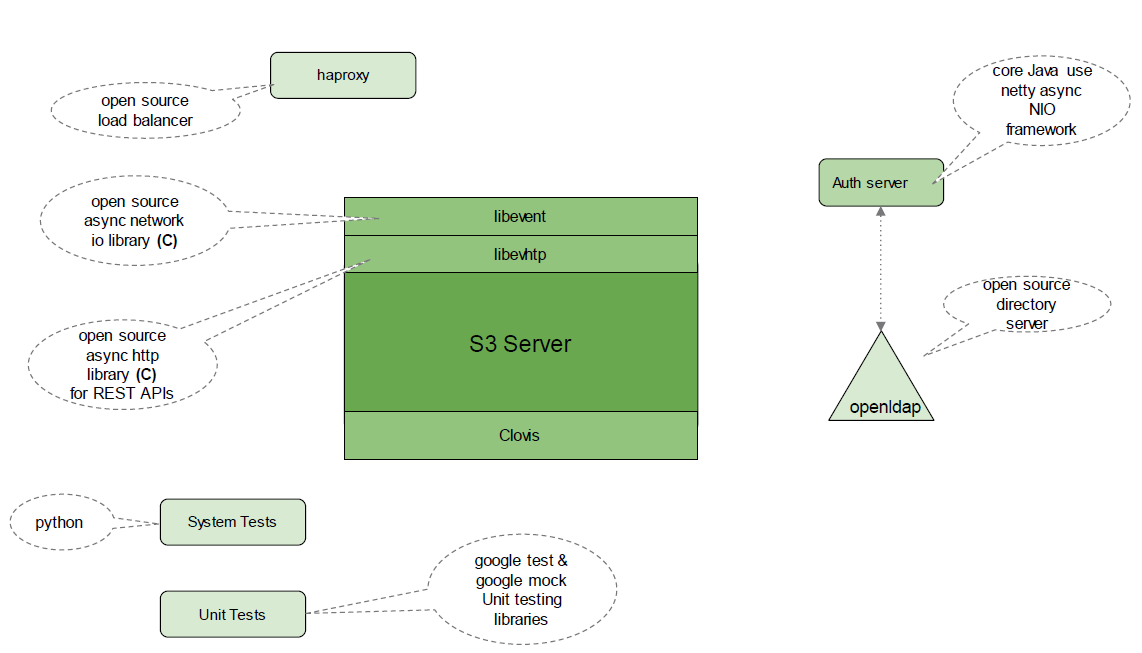 haproxy
open source
load balancer
core Java use
netty async
NIO
framework
Auth server
open source
async network
io library (C)
libevent
libevhtp
S3 Server
Clovis
open source
async http
library (C)
for REST APIs
open source
directory
server
openldap
python
System Tests
google test &
google mock
Unit testing
libraries
Unit Tests